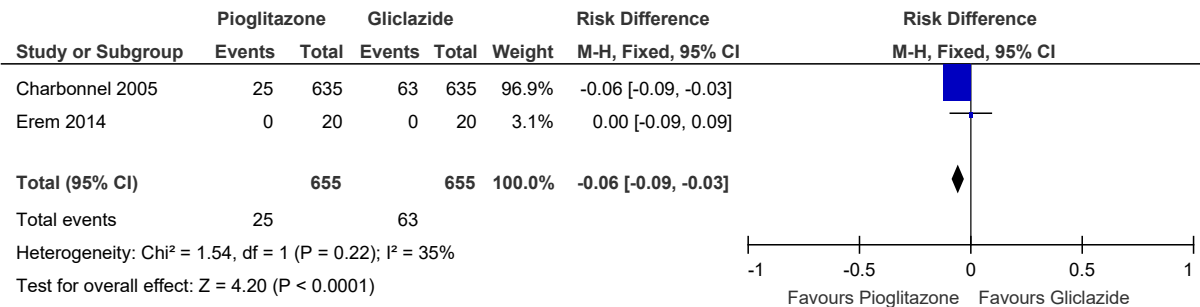 Pioglitazone Gliclazide Risk Difference Risk Difference
Study or Subgroup Events Total Events Total Weight M-H, Fixed, 95% CI M-H, Fixed, 95% CI
Charbonnel 2005 25 635 63 635 96.9% -0.06 [-0.09, -0.03]
Erem 2014 0 20 0 20 3.1% 0.00 [-0.09, 0.09]
Total (95% CI) 655 655 100.0% -0.06 [-0.09, -0.03]
Total events 25 63
Heterogeneity: Chi² = 1.54, df = 1 (P = 0.22); I² = 35%
Test for overall effect: Z = 4.20 (P < 0.0001)
-1 -0.5 0 0.5 1
Favours Pioglitazone Favours Gliclazide